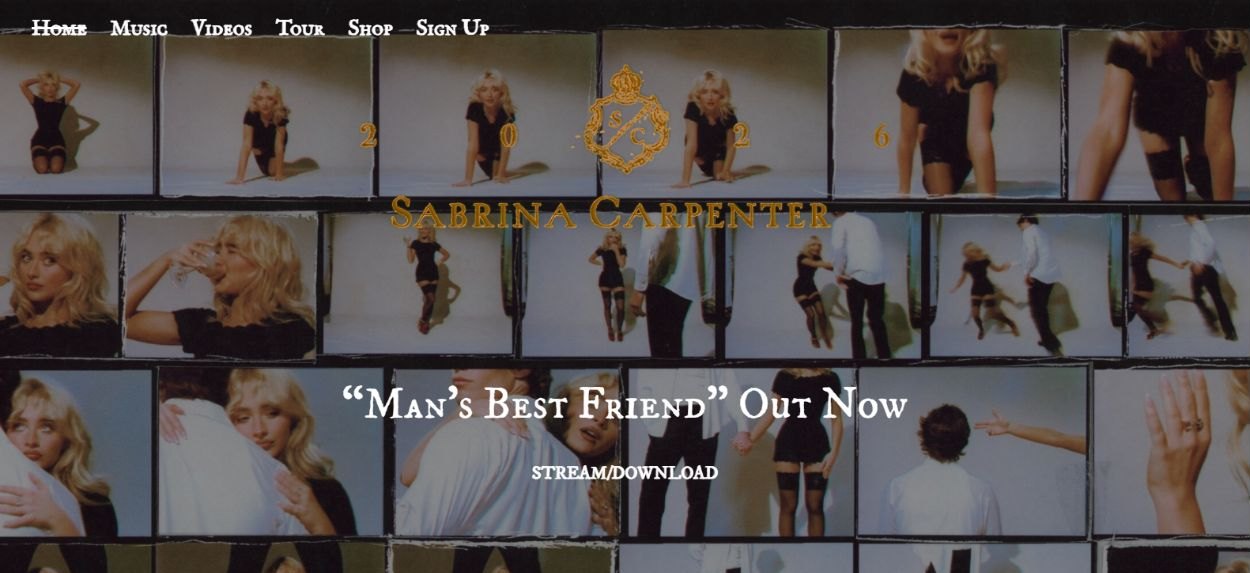 Home Music Videos Tour Shop Sign Up
2 0 S C 2 6
Sabrina Carpenter
“Man’s Best Friend” Out Now
STREAM/DOWNLOAD